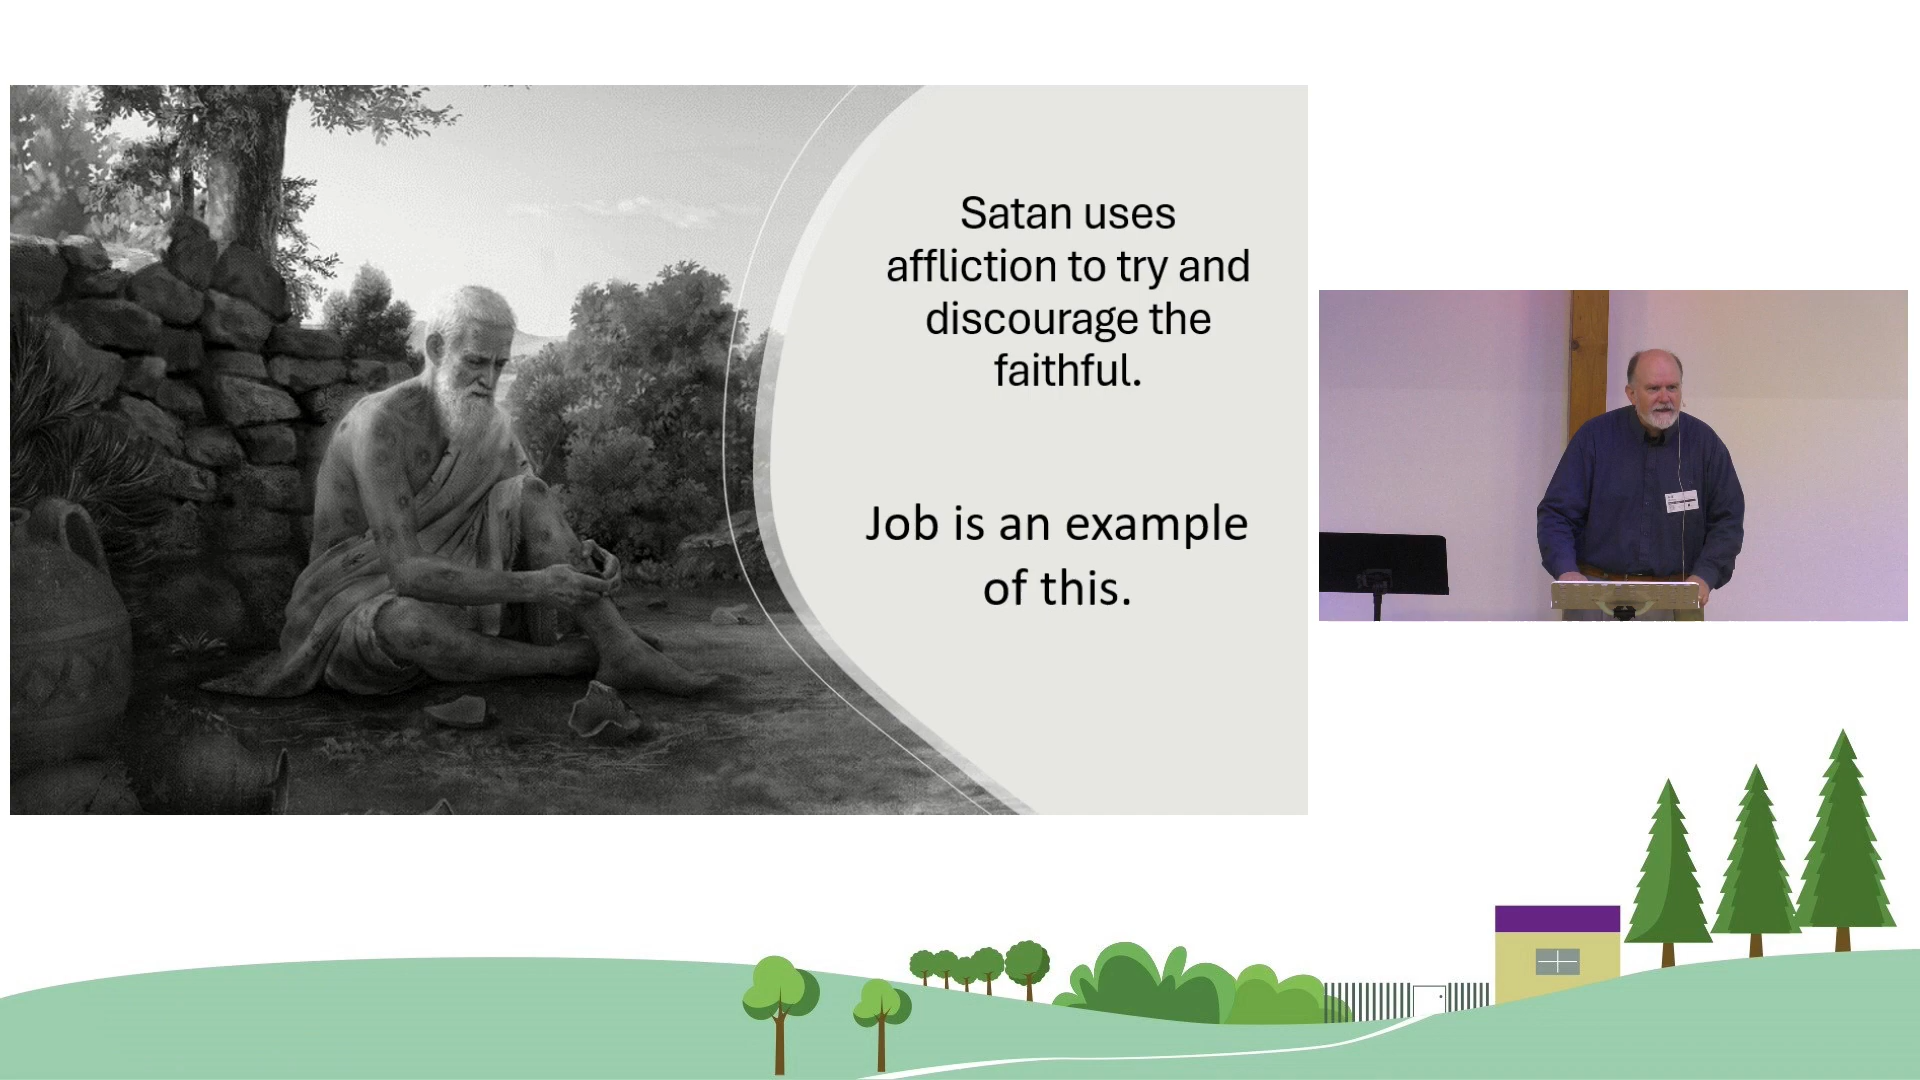 Satan uses
affliction to try and
discourage the
faithful.
Job is an example
of this.